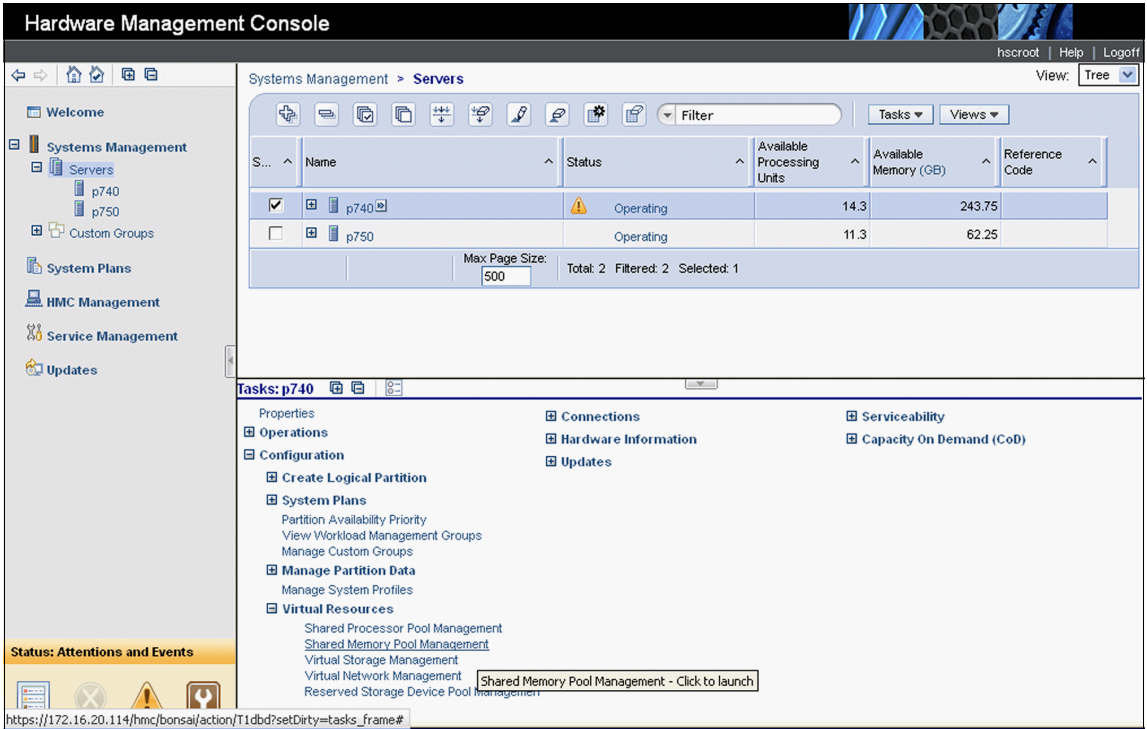 Hardware Management Console
hscroot | Help | Logoff
Systems Management > Servers
View: Tree
Welcome
Systems Management
Servers
p740
p750
Custom Groups
System Plans
HMC Management
Service Management
Updates
Filter
Tasks
Views
S... Name Status Available Processing Units Available Memory (GB) Reference Code
p740 Operating 14.3 243.75
p750 Operating 11.3 62.25
Max Page Size:
500
Total: 2 Filtered: 2 Selected: 1
Tasks: p740
Properties
Operations
Configuration
Create Logical Partition
System Plans
Partition Availability Priority
View Workload Management Groups
Manage Custom Groups
Manage Partition Data
Manage System Profiles
Virtual Resources
Shared Processor Pool Management
Shared Memory Pool Management
Virtual Storage Management
Virtual Network Management
Reserved Storage Device Pool Management
Connections
Hardware Information
Updates
Serviceability
Capacity On Demand (CoD)
Shared Memory Pool Management - Click to launch
Status: Attentions and Events
https://172.16.20.114/hmc/bonsai/action/T1dbd?setDirty=tasks_frame#